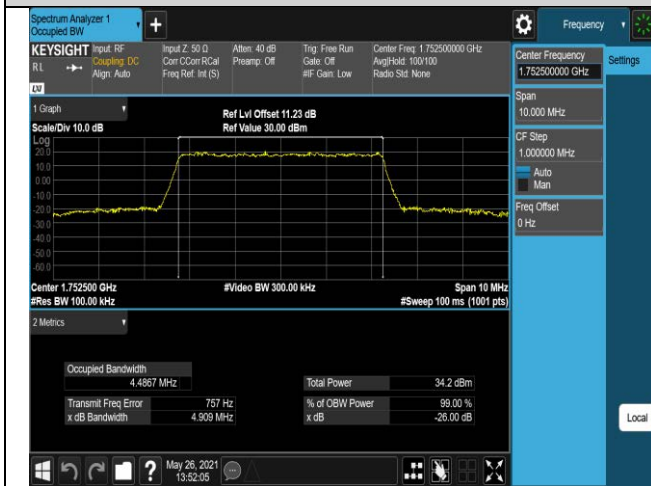 Spectrum Analyzer 1
Occupied BW
Frequency
KEYSIGHT
Input: RF
Coupling: DC
Align: Auto
Input Z: 50 Ω
Corr CCorr RCal
Freq Ref: Int (S)
Atten: 40 dB
Preamp: Off
Trig: Free Run
Gate: Off
#IF Gain: Low
Center Freq: 1.752500000 GHz
Avg|Hold: 100/100
Radio Std: None
RL
LXI
Center Frequency
1.752500000 GHz
Settings
Span
10.000 MHz
CF Step
1.000000 MHz
Auto
Man
Freq Offset
0 Hz
Local
1 Graph
Scale/Div 10.0 dB
Ref Lvl Offset 11.23 dB
Ref Value 30.00 dBm
Log
20.0
10.0
0.00
-10.0
-20.0
-30.0
-40.0
-50.0
-60.0
Center 1.752500 GHz
#Video BW 300.00 kHz
Span 10 MHz
#Res BW 100.00 kHz
#Sweep 100 ms (1001 pts)
2 Metrics
Occupied Bandwidth
4.4867 MHz
Total Power 34.2 dBm
Transmit Freq Error 757 Hz
% of OBW Power 99.00 %
x dB Bandwidth 4.909 MHz
x dB -26.00 dB
May 26, 2021
13:52:05